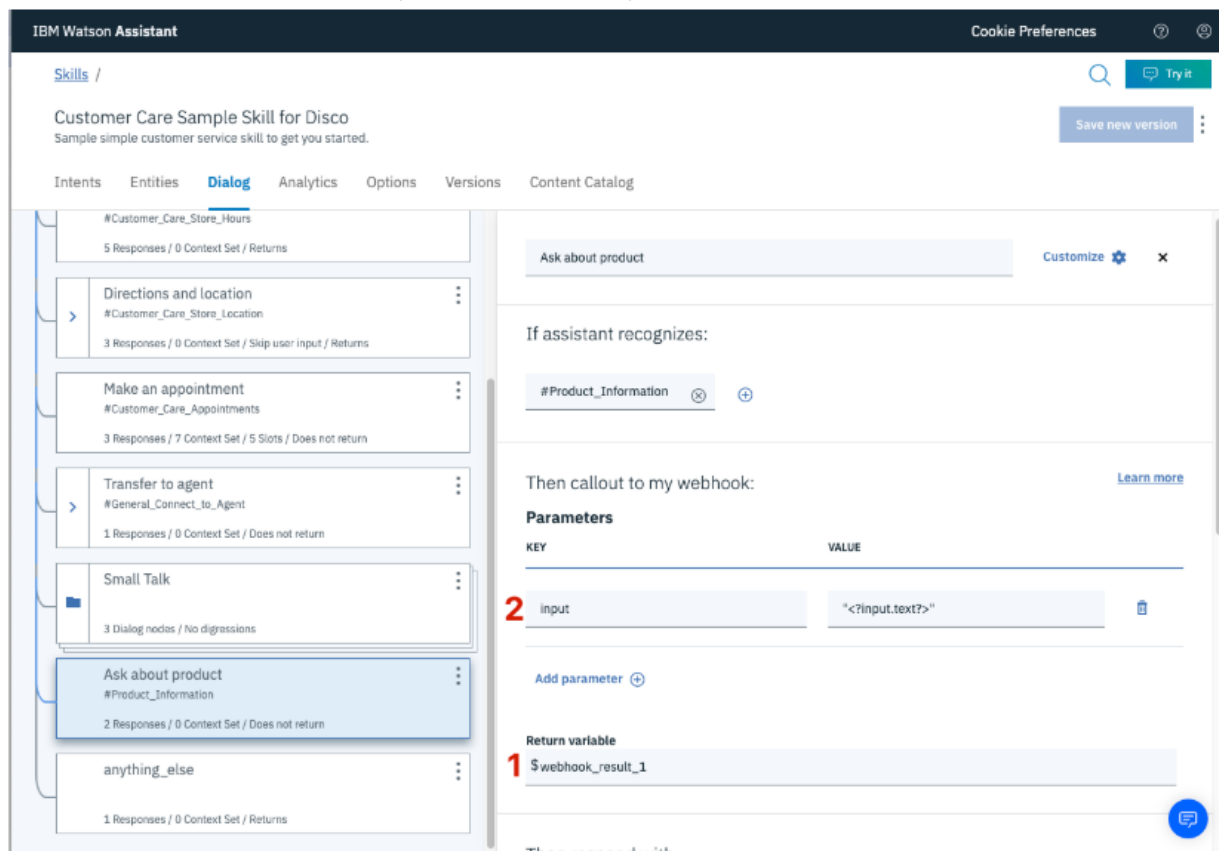 IBM Watson Assistant
Cookie Preferences
Skills /
Try it
Customer Care Sample Skill for Disco
Sample simple customer service skill to get you started.
Save new version
Intents Entities Dialog Analytics Options Versions Content Catalog
#Customer_Care_Store_Hours
5 Responses / 0 Context Set / Returns
Directions and location
#Customer_Care_Store_Location
3 Responses / 0 Context Set / Skip user input / Returns
Make an appointment
#Customer_Care_Appointments
3 Responses / 7 Context Set / 5 Slots / Does not return
Transfer to agent
#General_Connect_to_Agent
1 Responses / 0 Context Set / Does not return
Small Talk
3 Dialog nodes / No digressions
Ask about product
#Product_Information
2 Responses / 0 Context Set / Does not return
anything_else
1 Responses / 0 Context Set / Returns
Ask about product
Customize
If assistant recognizes:
#Product_Information
Then callout to my webhook:
Learn more
Parameters
KEY VALUE
2 input "<?input.text?>"
Add parameter
Return variable
1 $webhook_result_1